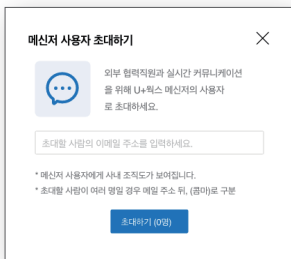 메신저 사용자 초대하기
외부 협력직원과 실시간 커뮤니케이션
을 위해 U+웍스 메신저의 사용자
로 초대하세요.
초대할 사람의 이메일 주소를 입력하세요.
* 메신저 사용자에게 사내 조직도가 보여집니다.
* 초대할 사람이 여러 명일 경우 메일 주소 뒤, (콤마)로 구분
초대하기 (0명)